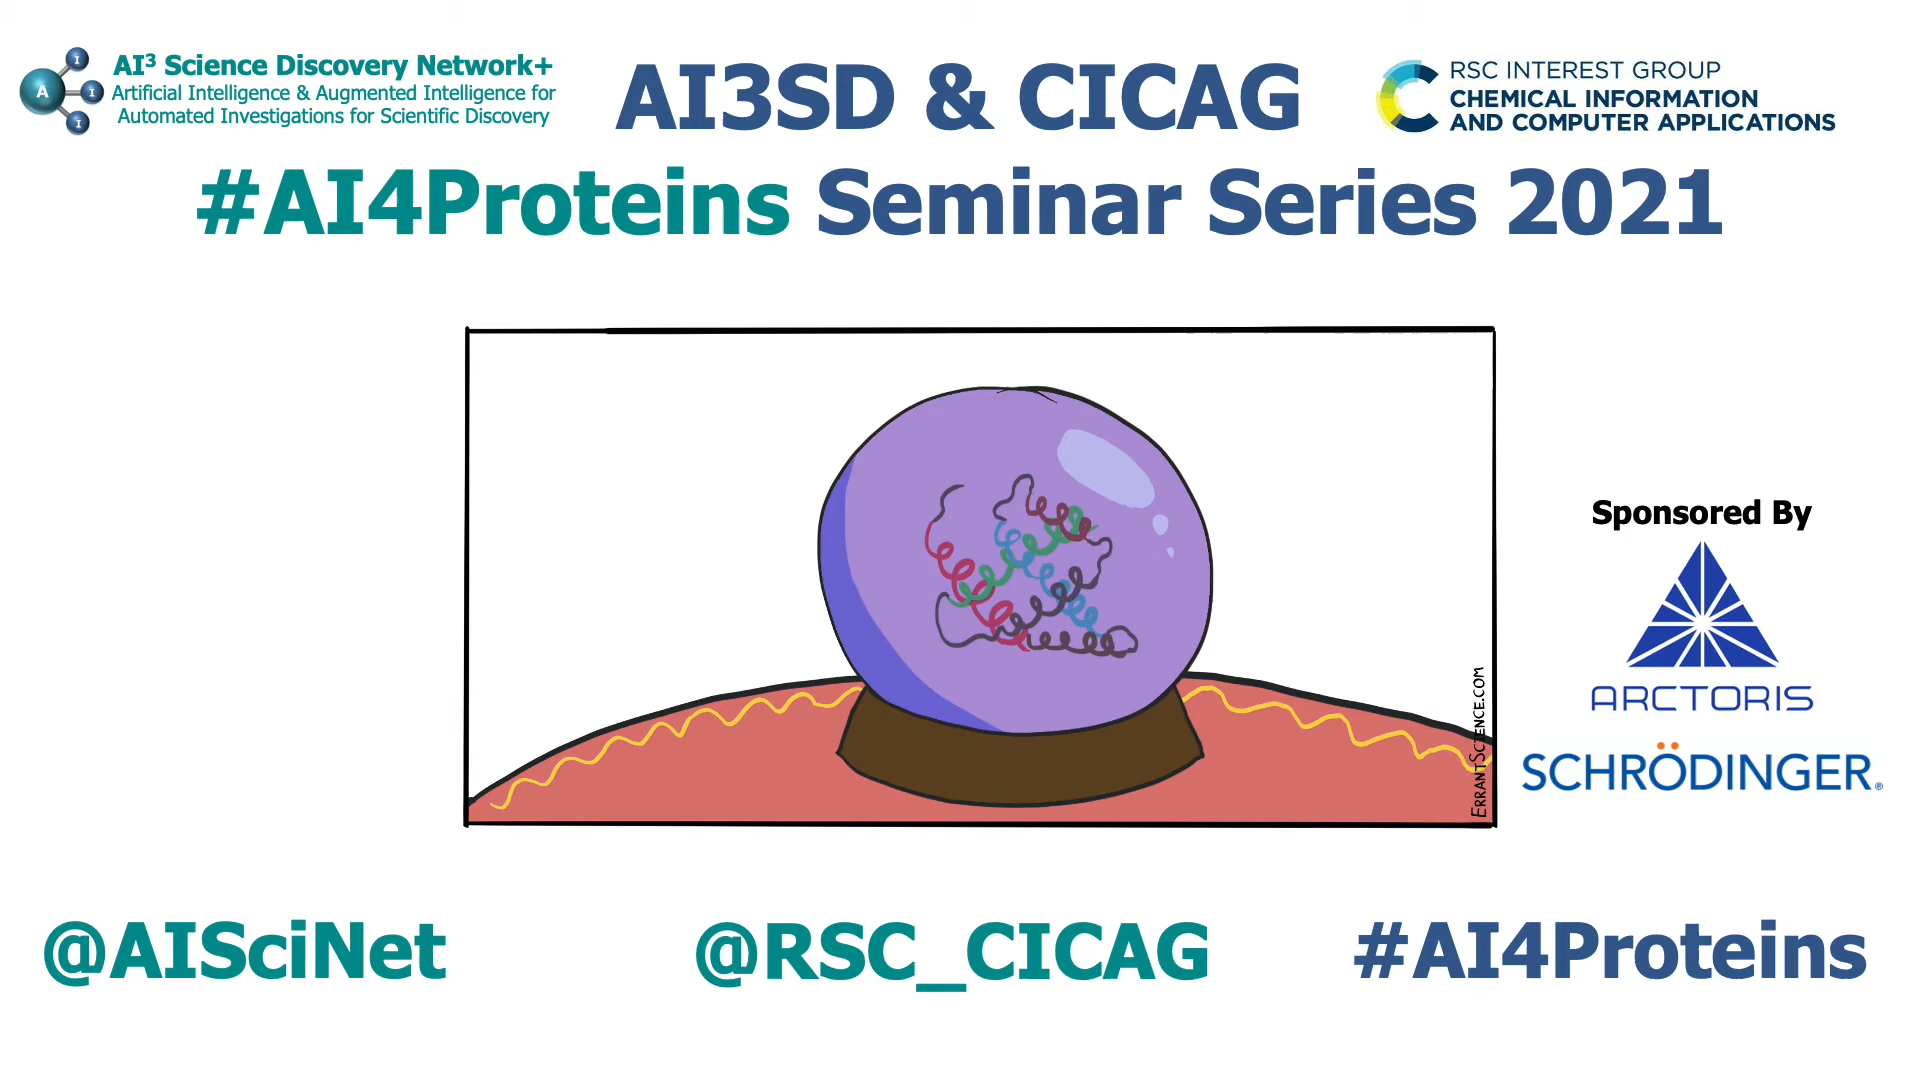 AI³ Science Discovery Network+
Artificial Intelligence & Augmented Intelligence for
Automated Investigations for Scientific Discovery
A
I
I
I
AI3SD & CICAG
RSC INTEREST GROUP
CHEMICAL INFORMATION
AND COMPUTER APPLICATIONS
#AI4Proteins Seminar Series 2021
ERRANTSCIENCE.COM
Sponsored By
ARCTORIS
SCHRÖDINGER®
@AISciNet
@RSC_CICAG
#AI4Proteins